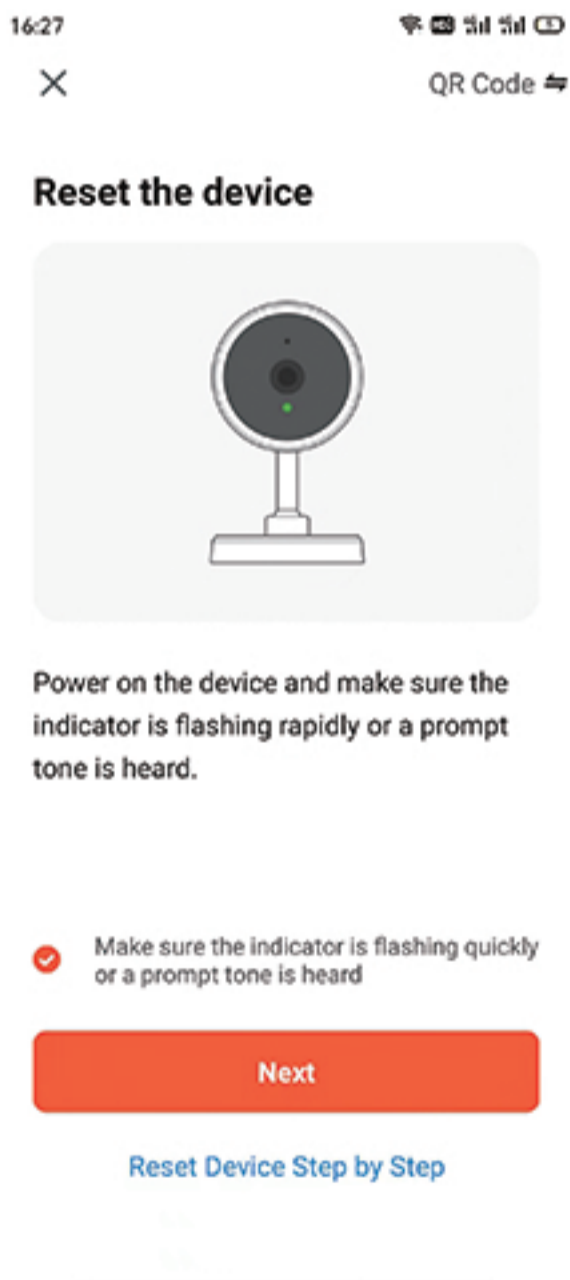 16:27
QR Code
Reset the device
Power on the device and make sure the
indicator is flashing rapidly or a prompt
tone is heard.
Make sure the indicator is flashing quickly
or a prompt tone is heard
Next
Reset Device Step by Step